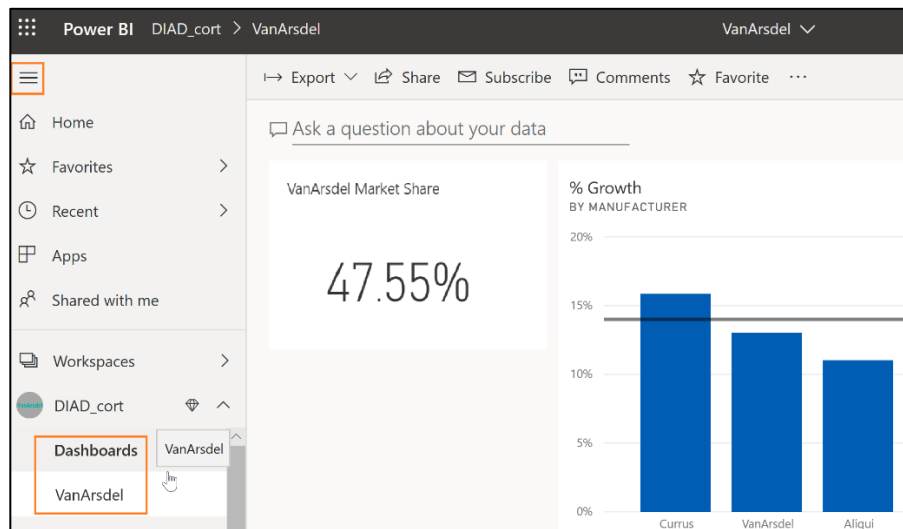 Power BI DIAD_cort > VanArsdel VanArsdel
Export Share Subscribe Comments Favorite ...
Home
Favorites
Recent
Apps
Shared with me
Workspaces
DIAD_cort
Dashboards
VanArsdel
VanArsdel
Ask a question about your data
VanArsdel Market Share
47.55%
% Growth
BY MANUFACTURER
20%
15%
10%
5%
0%
Currus VanArsdel Aliqui